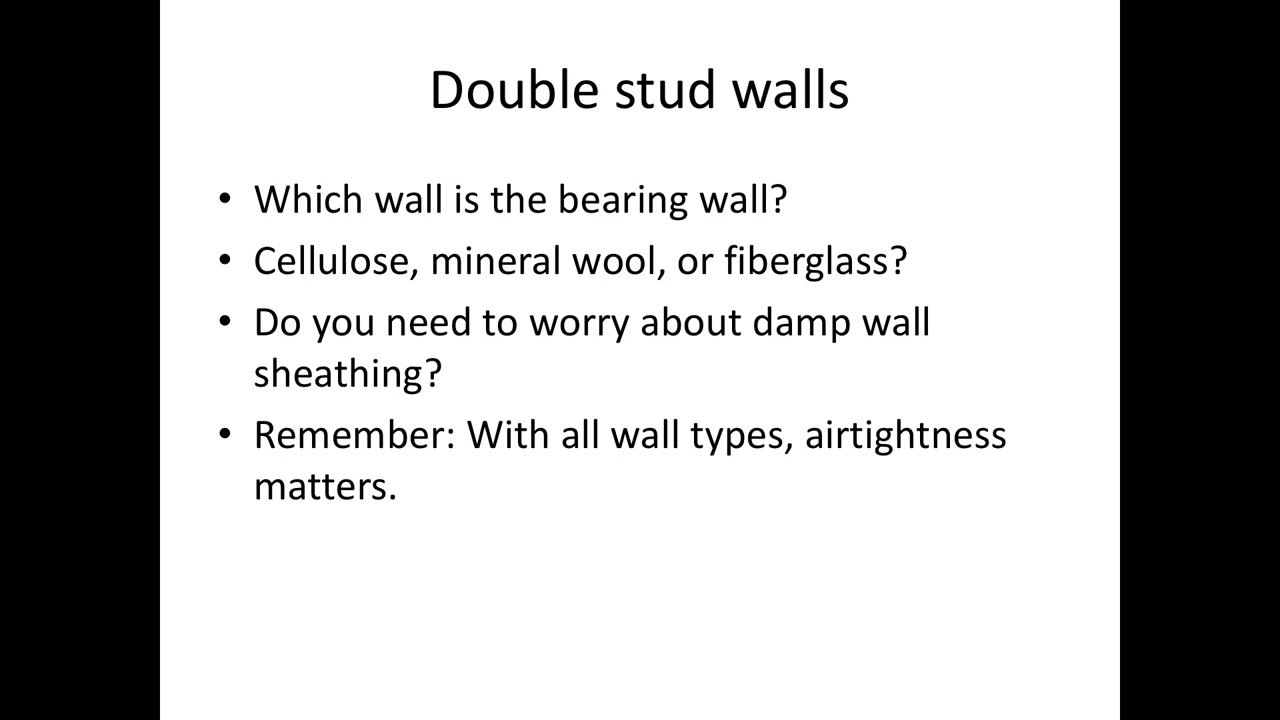 Double stud walls
• Which wall is the bearing wall?
• Cellulose, mineral wool, or fiberglass?
• Do you need to worry about damp wall
sheathing?
• Remember: With all wall types, airtightness
matters.